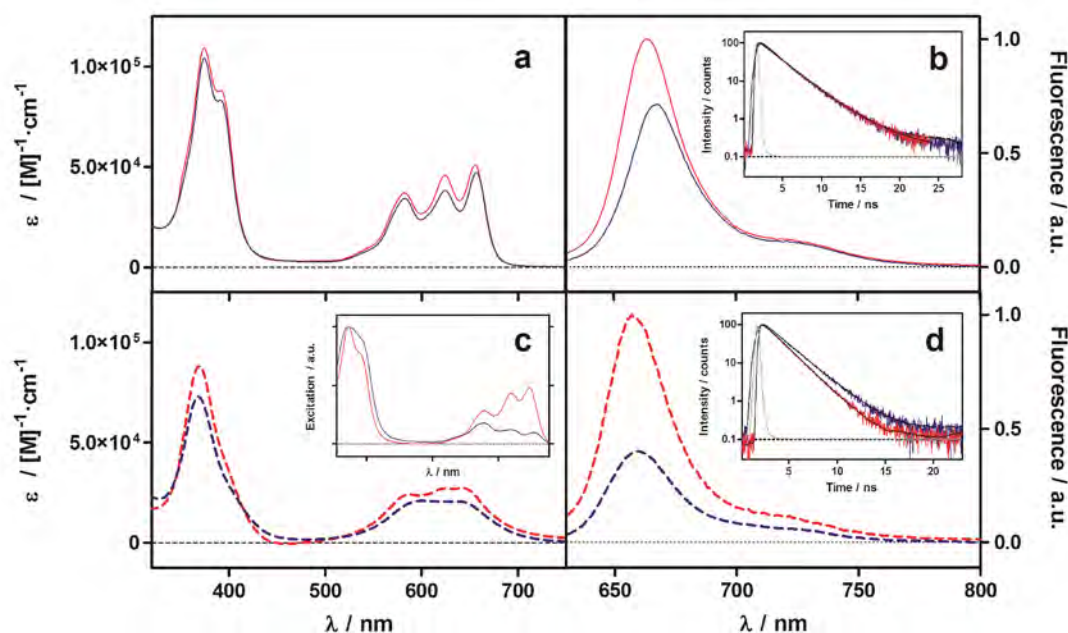 a
1.0×10⁵
5.0×10⁴
0
ε / [M]⁻¹·cm⁻¹
b
1.0
0.5
0.0
Fluorescence / a.u.
Intensity / counts
100
10
1
0.1
5 10 15 20 25
Time / ns
c
1.0×10⁵
5.0×10⁴
0
ε / [M]⁻¹·cm⁻¹
Excitation / a.u.
λ / nm
400 500 600 700
λ / nm
d
1.0
0.5
0.0
Fluorescence / a.u.
Intensity / counts
100
10
1
0.1
5 10 15 20
Time / ns
650 700 750 800
λ / nm